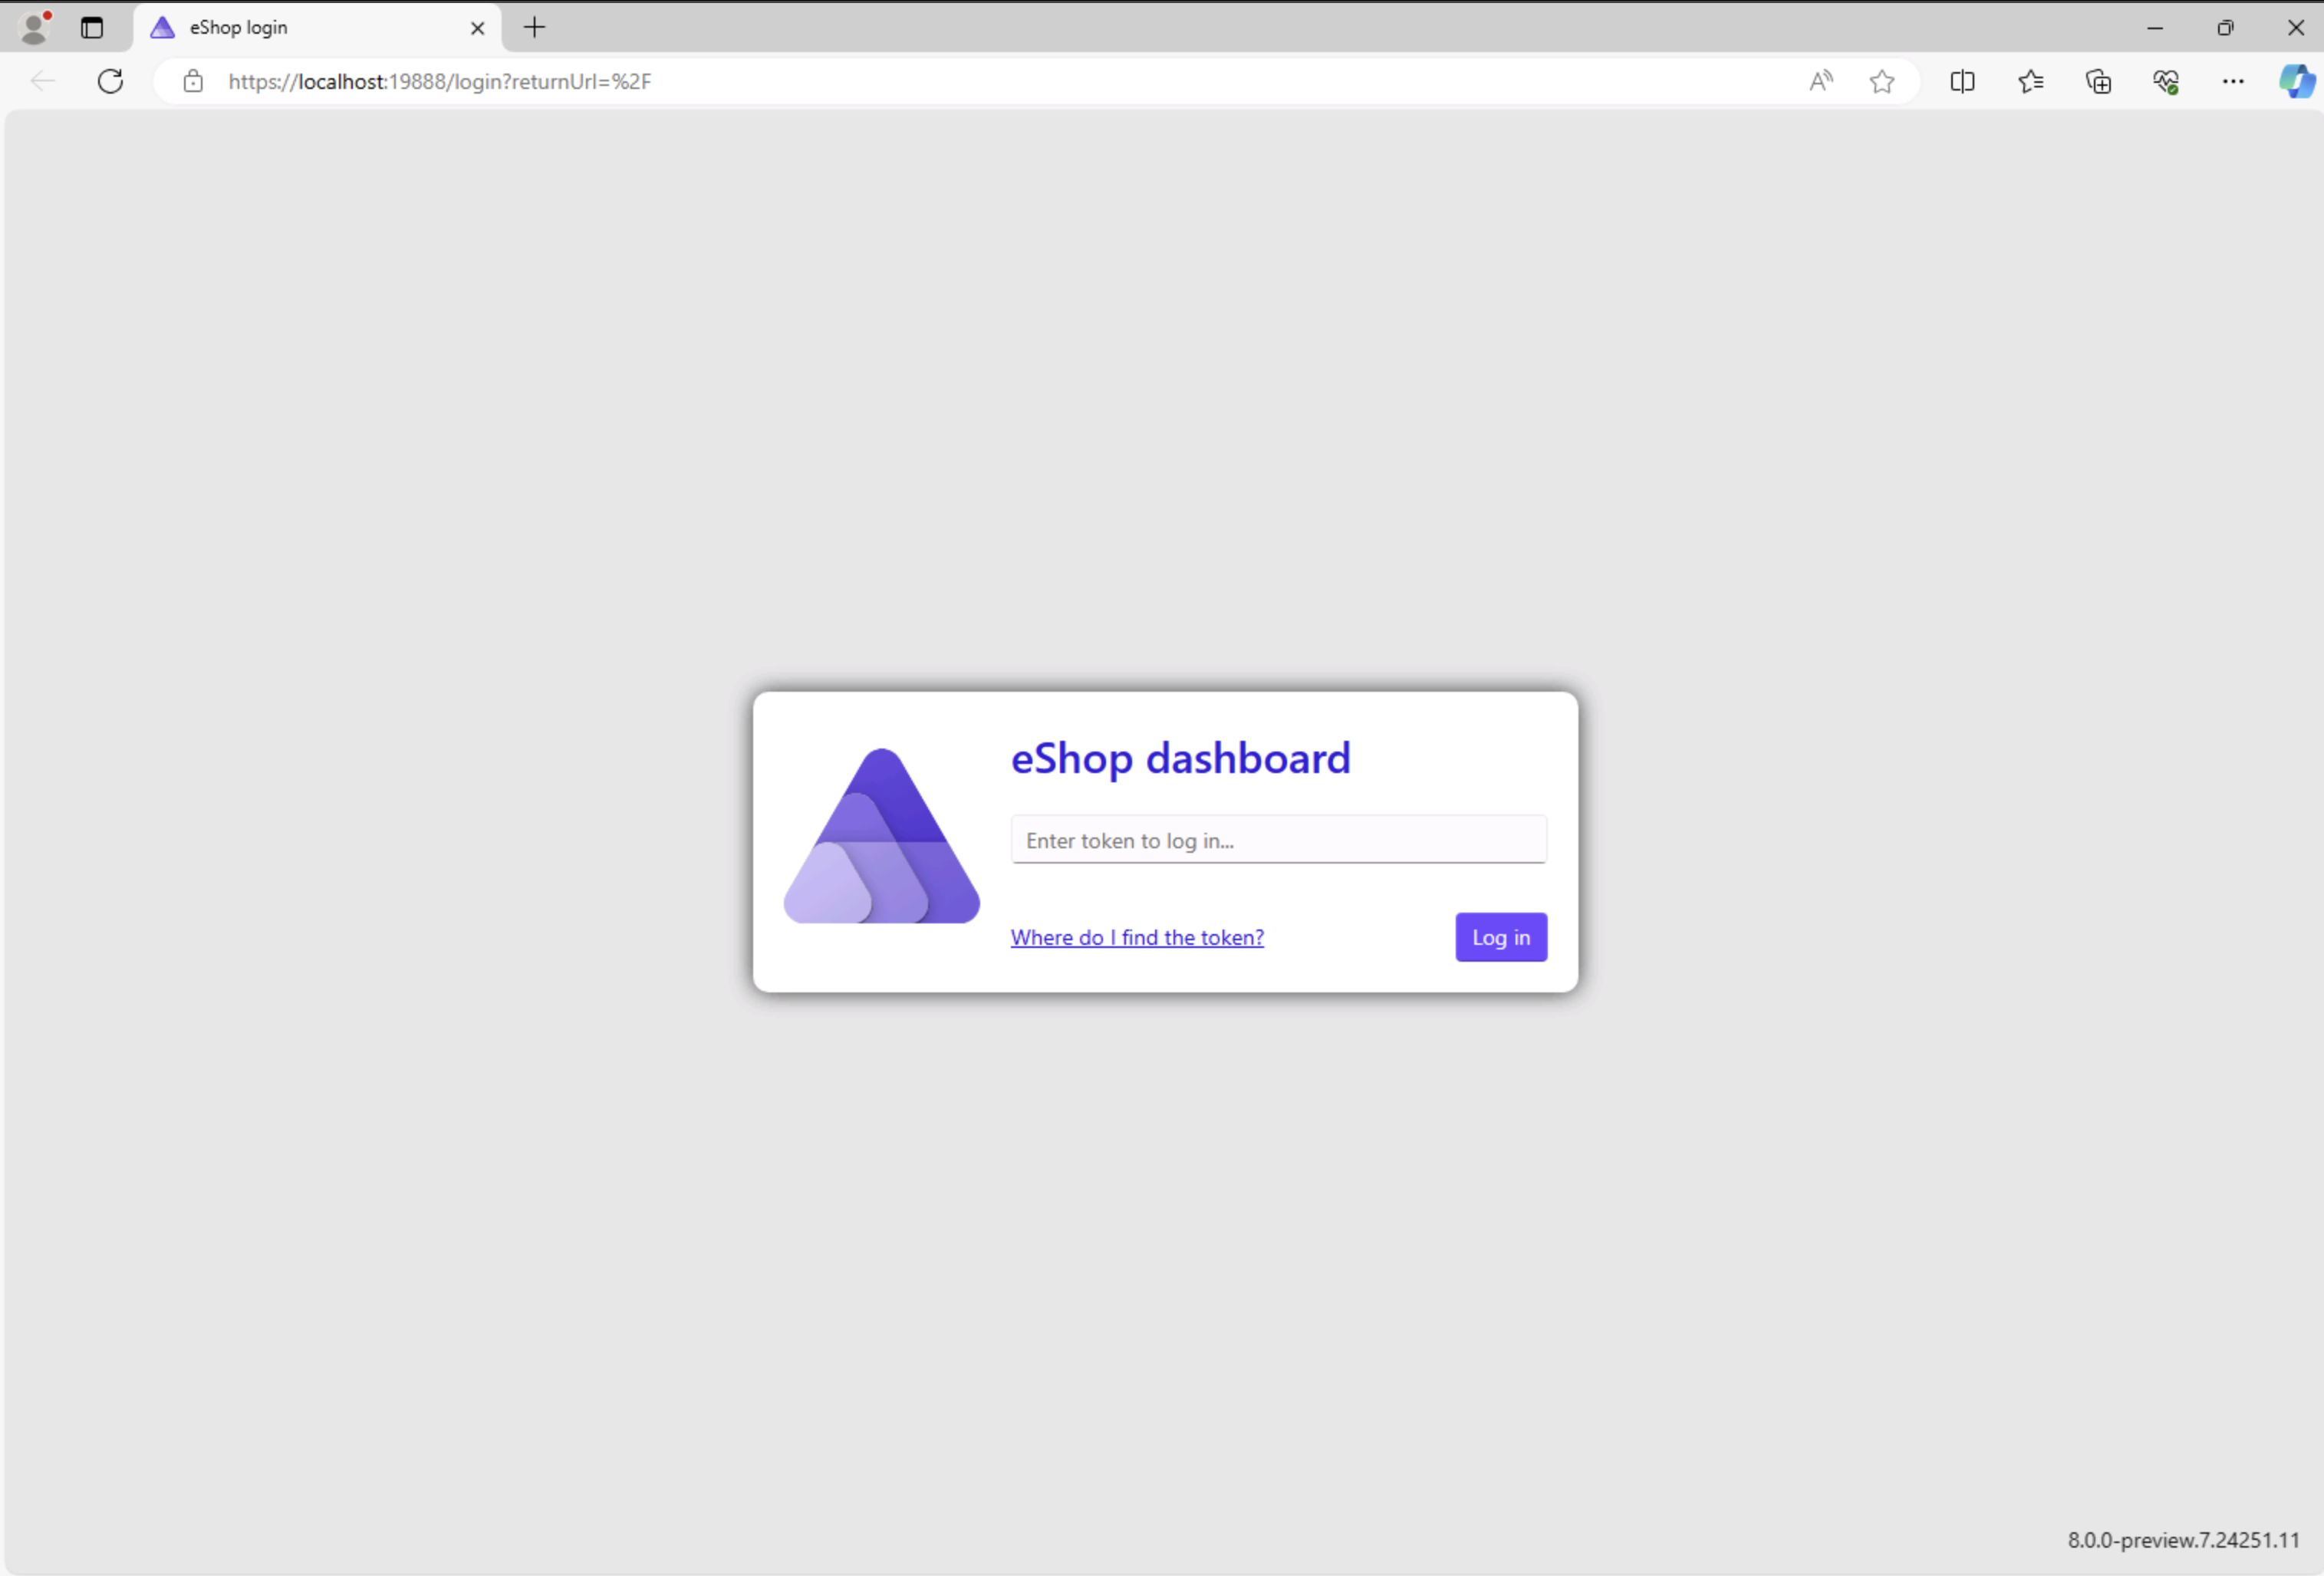 eShop login
https://localhost:19888/login?returnUrl=%2F
eShop dashboard
Enter token to log in...
Where do I find the token?
Log in
8.0.0-preview.7.24251.11